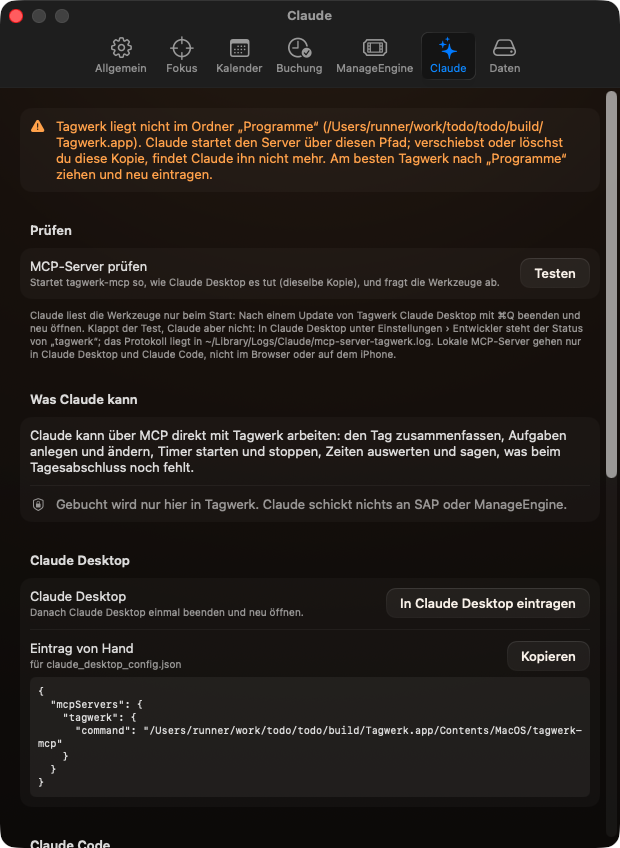 Claude
Allgemein
Fokus
Kalender
Buchung
ManageEngine
Claude
Daten
Tagwerk liegt nicht im Ordner „Programme“ (/Users/runner/work/todo/todo/build/
Tagwerk.app). Claude startet den Server über diesen Pfad; verschiebst oder löschst
du diese Kopie, findet Claude ihn nicht mehr. Am besten Tagwerk nach „Programme“
ziehen und neu eintragen.
Prüfen
MCP-Server prüfen
Startet tagwerk-mcp so, wie Claude Desktop es tut (dieselbe Kopie), und fragt die Werkzeuge ab.
Testen
Claude liest die Werkzeuge nur beim Start: Nach einem Update von Tagwerk Claude Desktop mit ⌘Q beenden und
neu öffnen. Klappt der Test, Claude aber nicht: In Claude Desktop unter Einstellungen › Entwickler steht der Status
von „tagwerk“; das Protokoll liegt in ~/Library/Logs/Claude/mcp-server-tagwerk.log. Lokale MCP-Server gehen nur
in Claude Desktop und Claude Code, nicht im Browser oder auf dem iPhone.
Was Claude kann
Claude kann über MCP direkt mit Tagwerk arbeiten: den Tag zusammenfassen, Aufgaben
anlegen und ändern, Timer starten und stoppen, Zeiten auswerten und sagen, was beim
Tagesabschluss noch fehlt.
Gebucht wird nur hier in Tagwerk. Claude schickt nichts an SAP oder ManageEngine.
Claude Desktop
Claude Desktop
Danach Claude Desktop einmal beenden und neu öffnen.
In Claude Desktop eintragen
Eintrag von Hand
für claude_desktop_config.json
Kopieren
{
  "mcpServers": {
    "tagwerk": {
      "command": "/Users/runner/work/todo/todo/build/Tagwerk.app/Contents/MacOS/tagwerk-
mcp"
    }
  }
}
Claude Code